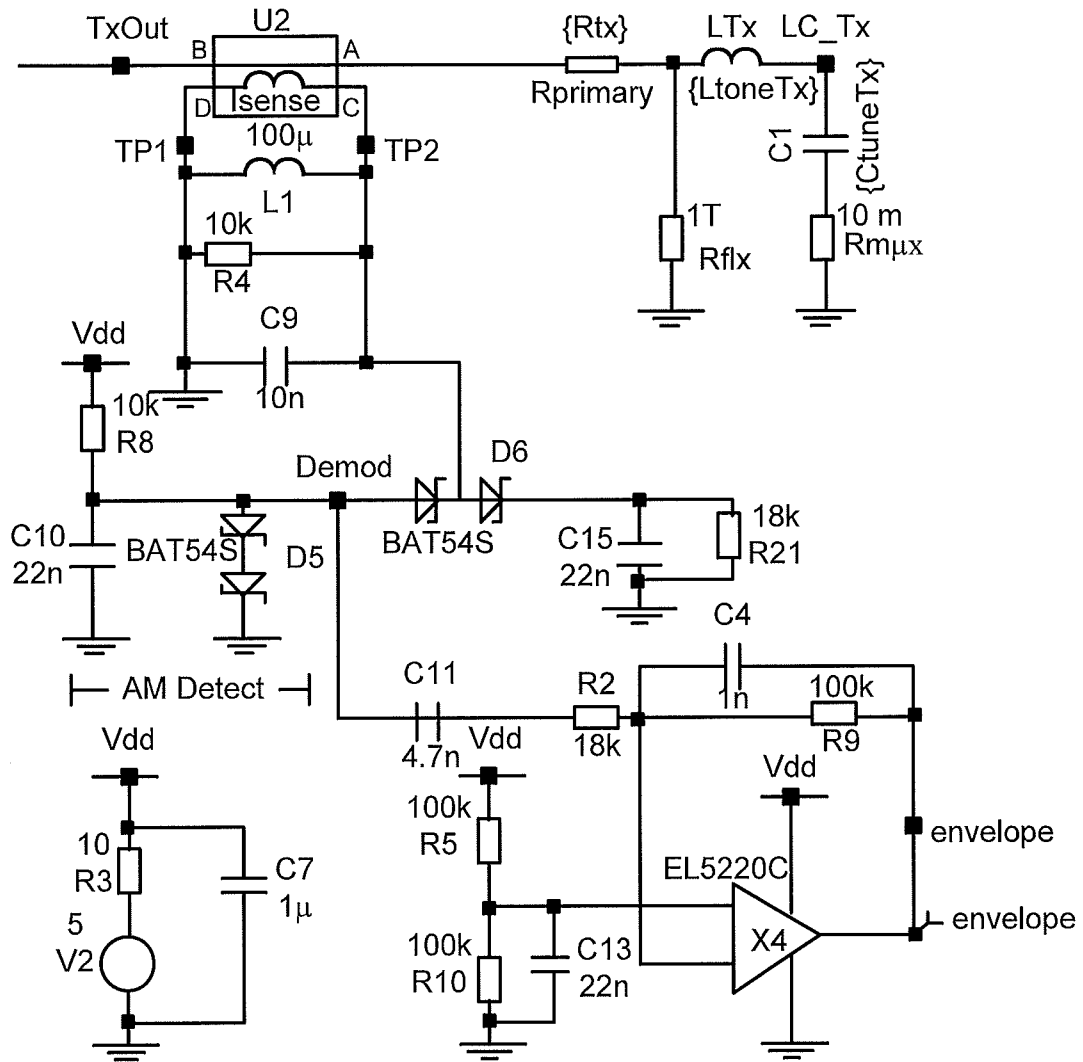 TxOut
U2
B
A
D
C
Isense
100µ
TP1
TP2
L1
10k
R4
C9
10n
{Rtx}
Rprimary
LTx
{LtoneTx}
LC_Tx
C1
{CtuneTx}
1T
Rflx
10 m
Rmµx
Vdd
10k
R8
C10
22n
BAT54S
D5
Demod
D6
BAT54S
C15
22n
18k
R21
AM Detect
C11
4.7n
R2
18k
C4
1n
100k
R9
Vdd
10
R3
5
V2
C7
1µ
Vdd
100k
R5
100k
R10
C13
22n
Vdd
EL5220C
X4
envelope
envelope